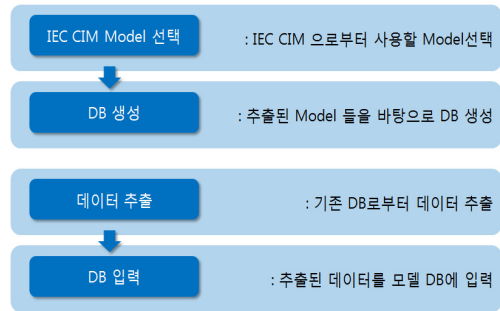 IEC CIM Model 선택 : IEC CIM 으로부터 사용할 Model선택
DB 생성 : 추출된 Model 들을 바탕으로 DB 생성
데이터 추출 : 기존 DB로부터 데이터 추출
DB 입력 : 추출된 데이터를 모델 DB에 입력